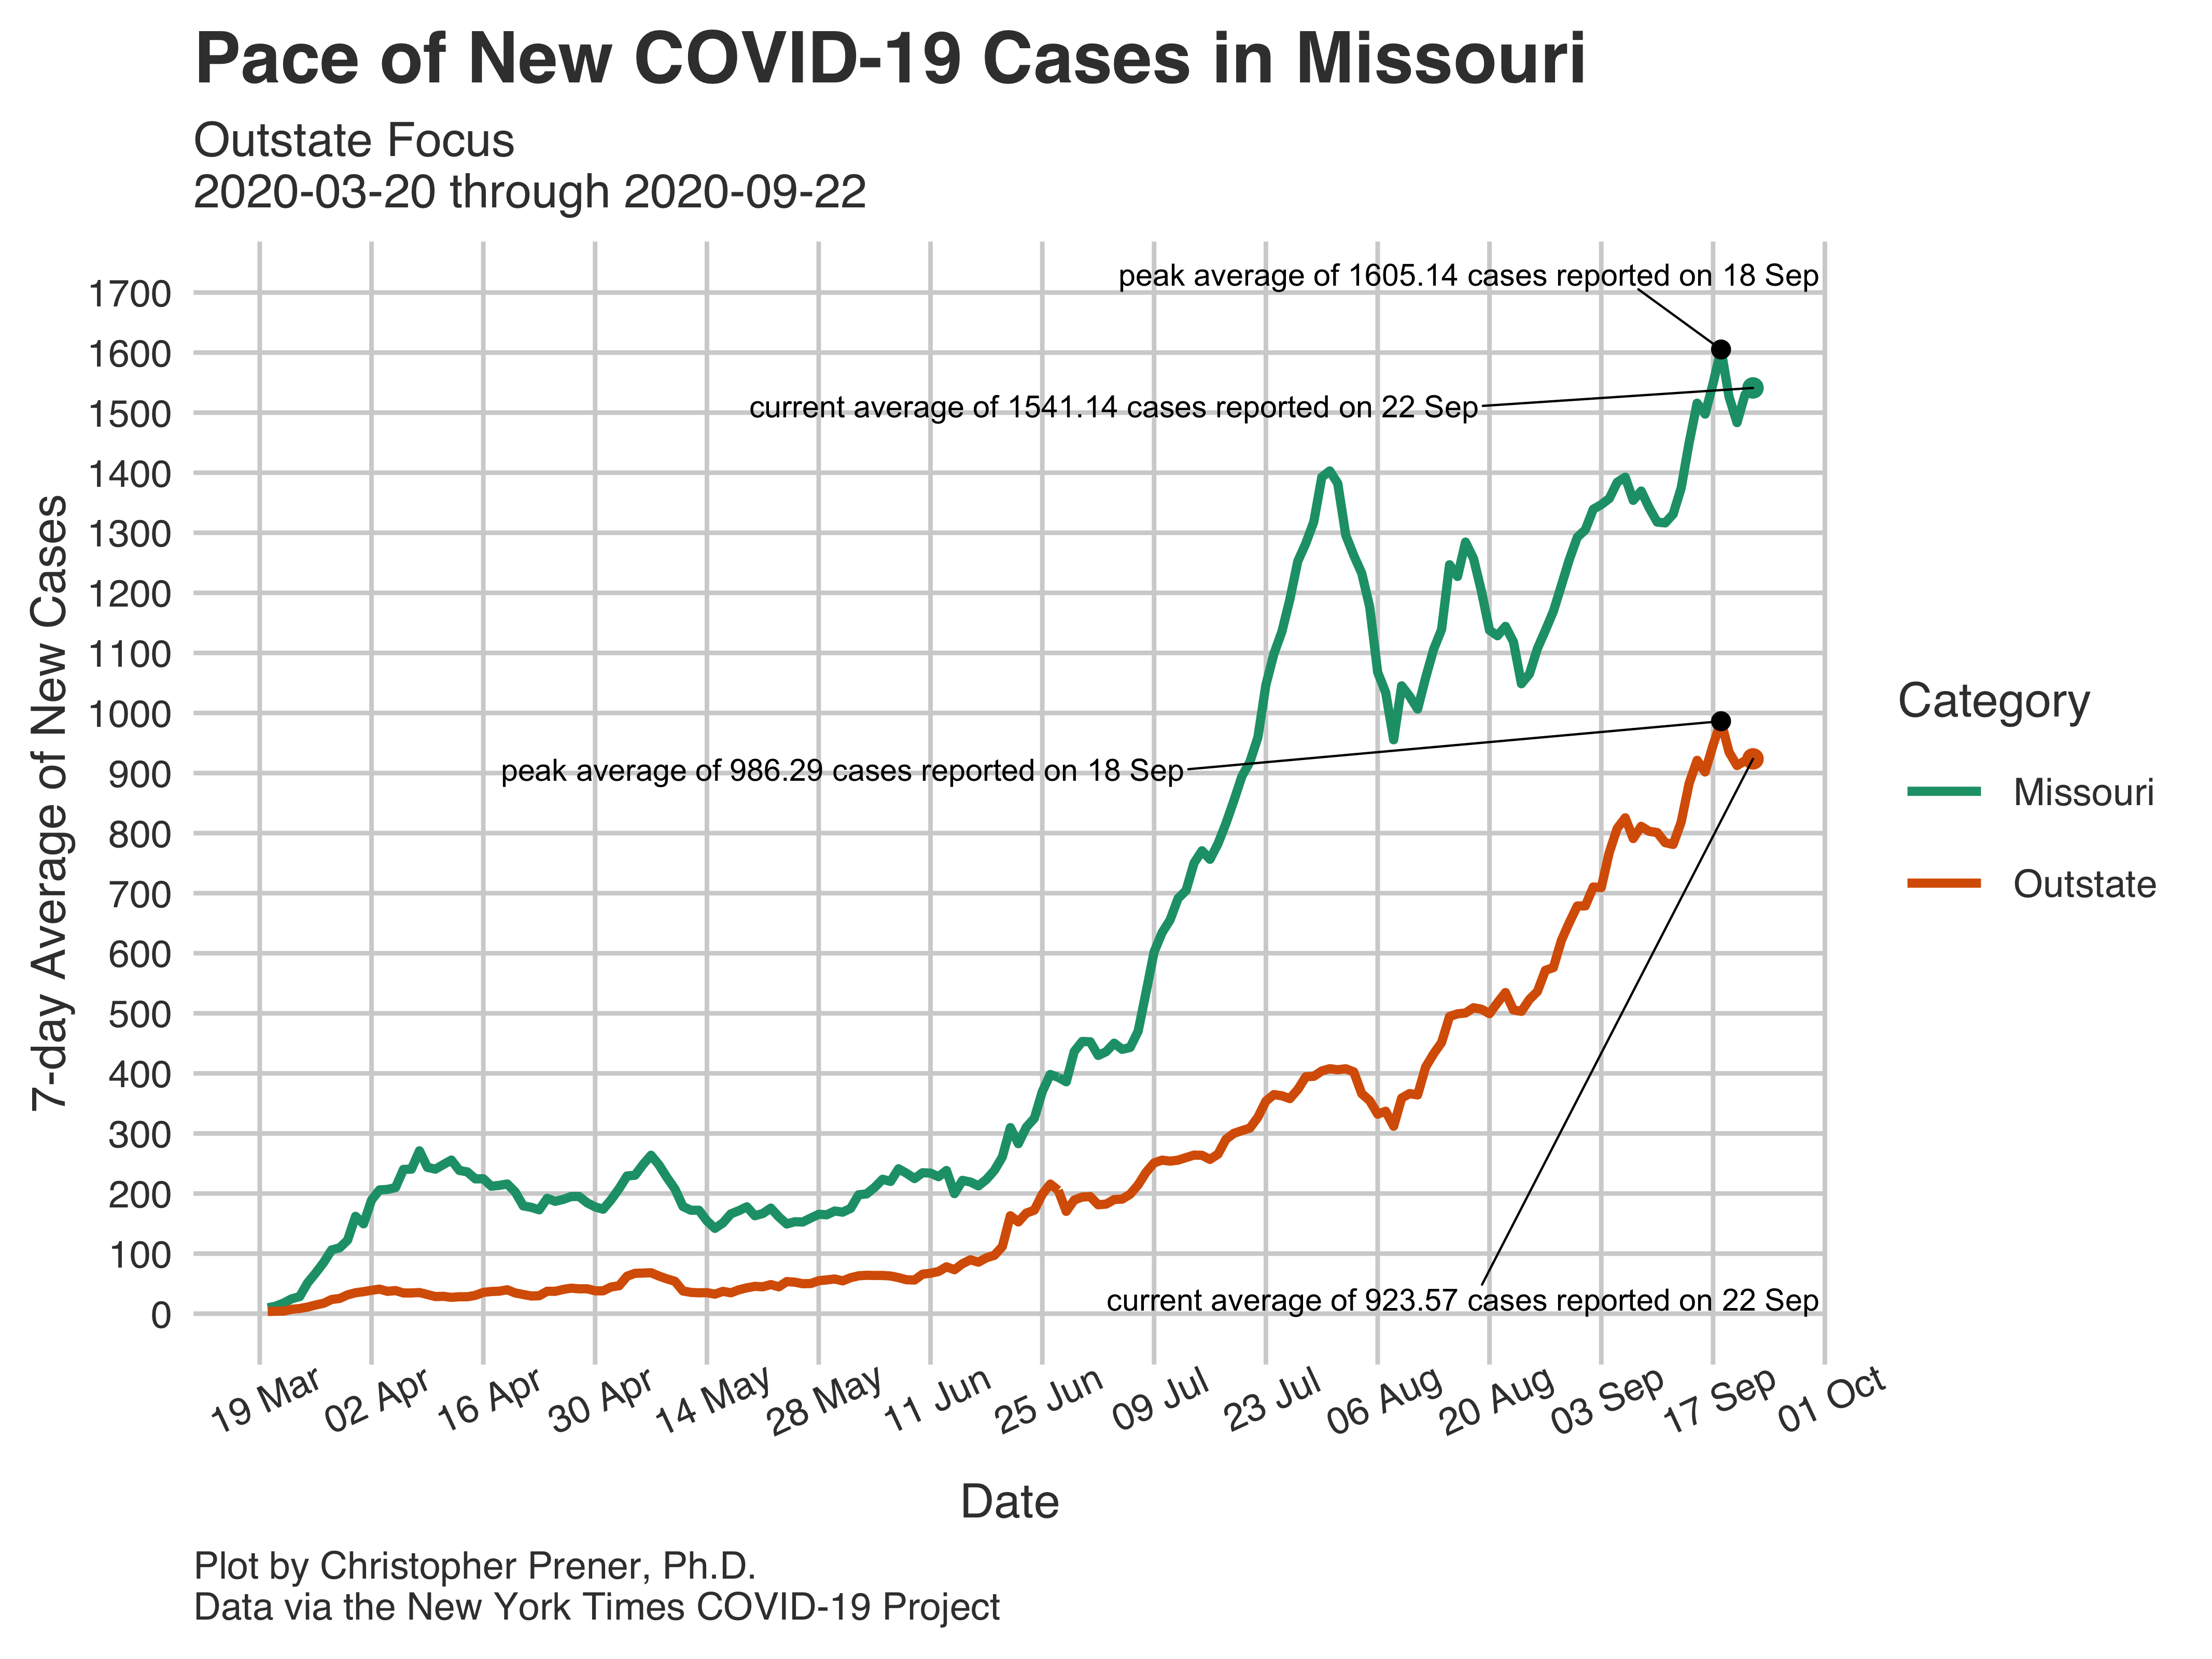 Pace of New COVID-19 Cases in Missouri
Outstate Focus
2020-03-20 through 2020-09-22
7-day Average of New Cases
1700
1600
1500
1400
1300
1200
1100
1000
900
800
700
600
500
400
300
200
100
0
peak average of 1605.14 cases reported on 18 Sep
current average of 1541.14 cases reported on 22 Sep
peak average of 986.29 cases reported on 18 Sep
current average of 923.57 cases reported on 22 Sep
Category
Missouri
Outstate
19 Mar
02 Apr
16 Apr
30 Apr
14 May
28 May
11 Jun
25 Jun
09 Jul
23 Jul
06 Aug
20 Aug
03 Sep
17 Sep
01 Oct
Date
Plot by Christopher Prener, Ph.D.
Data via the New York Times COVID-19 Project